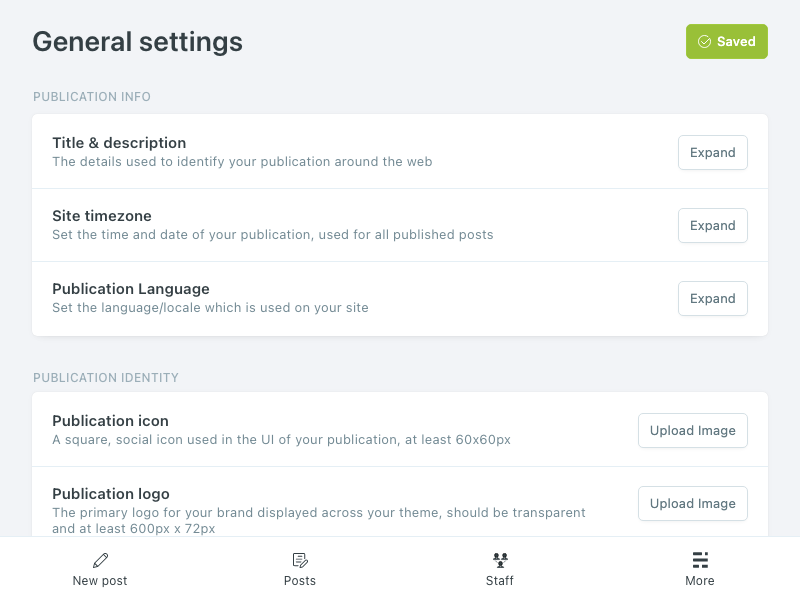 General settings
Saved
PUBLICATION INFO
Title & description
The details used to identify your publication around the web
Expand
Site timezone
Set the time and date of your publication, used for all published posts
Expand
Publication Language
Set the language/locale which is used on your site
Expand
PUBLICATION IDENTITY
Publication icon
A square, social icon used in the UI of your publication, at least 60x60px
Upload Image
Publication logo
The primary logo for your brand displayed across your theme, should be transparent
and at least 600px x 72px
Upload Image
New post
Posts
Staff
More